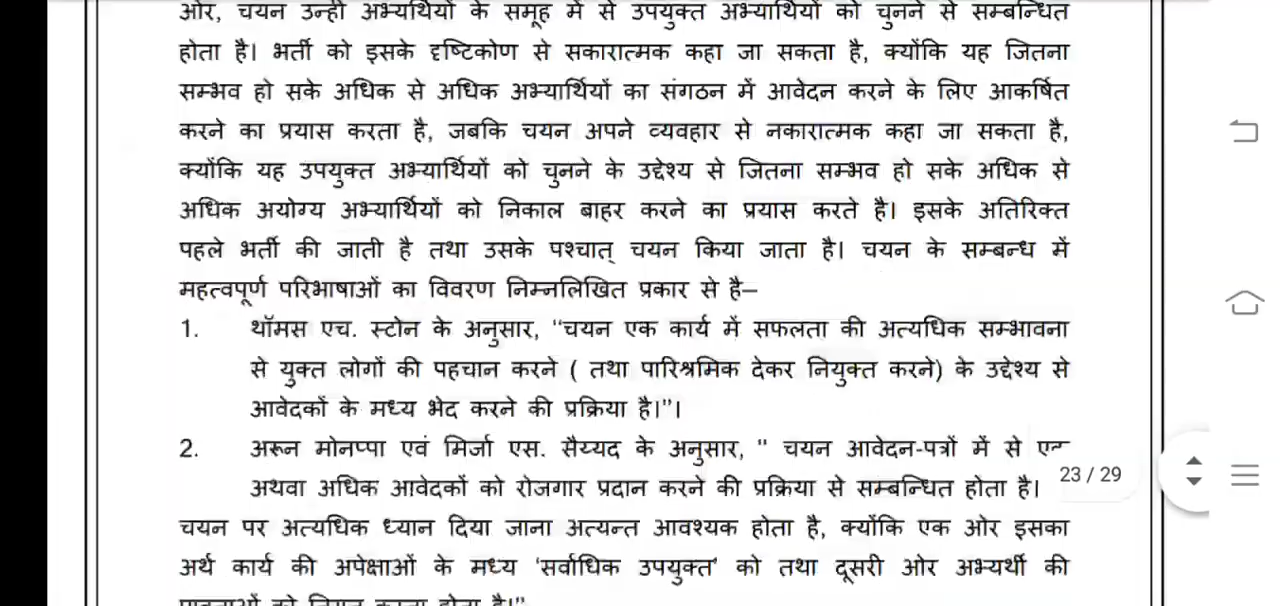 ओर, चयन उन्हीं अभ्यर्थियों के समूह में से उपयुक्त अभ्यार्थियों को चुनने से सम्बन्धित
होता है। भर्ती को इसके दृष्टिकोण से सकारात्मक कहा जा सकता है, क्योंकि यह जितना
सम्भव हो सके अधिक से अधिक अभ्यार्थियों का संगठन में आवेदन करने के लिए आकर्षित
करने का प्रयास करता है, जबकि चयन अपने व्यवहार से नकारात्मक कहा जा सकता है,
क्योंकि यह उपयुक्त अभ्यार्थियों को चुनने के उद्देश्य से जितना सम्भव हो सके अधिक से
अधिक अयोग्य अभ्यार्थियों को निकाल बाहर करने का प्रयास करते है। इसके अतिरिक्त
पहले भर्ती की जाती है तथा उसके पश्चात् चयन किया जाता है। चयन के सम्बन्ध में
महत्वपूर्ण परिभाषाओं का विवरण निम्नलिखित प्रकार से है–
1. थॉमस एच. स्टोन के अनुसार, "चयन एक कार्य में सफलता की अत्यधिक सम्भावना
से युक्त लोगों की पहचान करने ( तथा पारिश्रमिक देकर नियुक्त करने) के उद्देश्य से
आवेदकों के मध्य भेद करने की प्रक्रिया है।"।
2. अरून मोनप्पा एवं मिर्जा एस. सैय्यद के अनुसार, " चयन आवेदन-पत्रों में से एक
23 / 29
अथवा अधिक आवेदकों को रोजगार प्रदान करने की प्रक्रिया से सम्बन्धित होता है।
चयन पर अत्यधिक ध्यान दिया जाना अत्यन्त आवश्यक होता है, क्योंकि एक ओर इसका
अर्थ कार्य की अपेक्षाओं के मध्य 'सर्वाधिक उपयुक्त' को तथा दूसरी ओर अभ्यर्थी की
को होता है।"